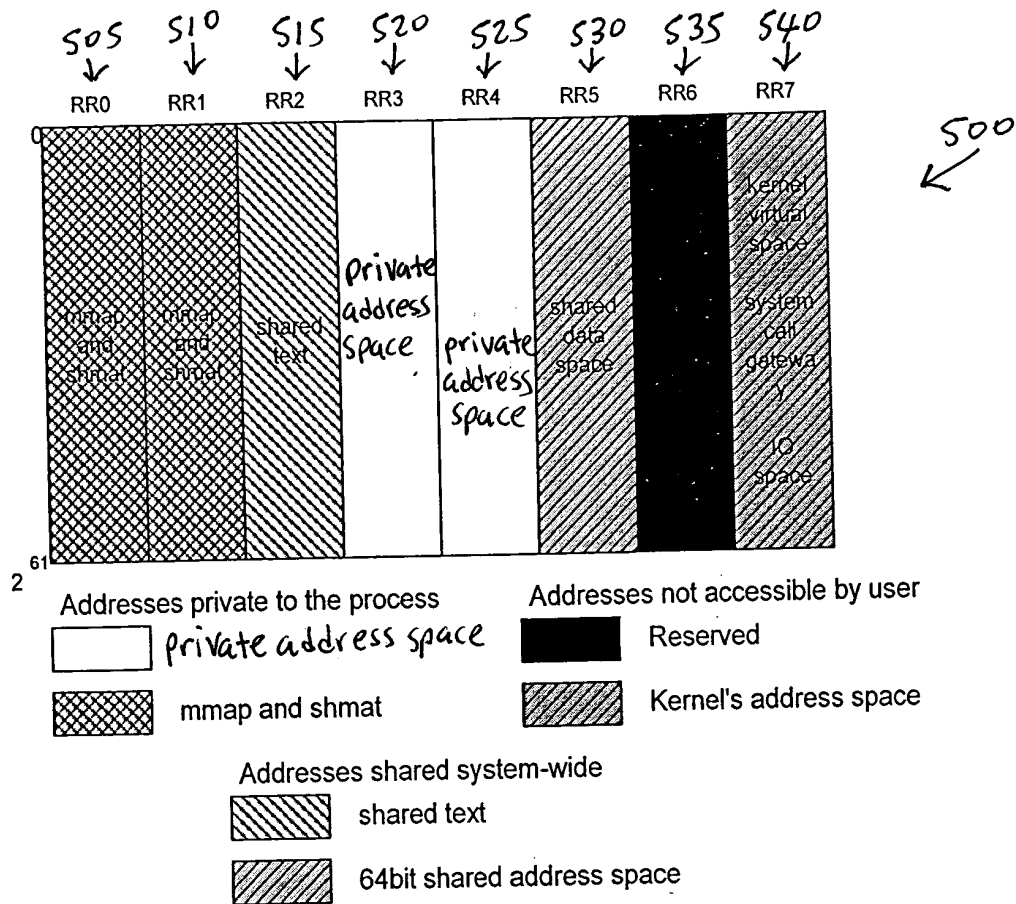 505 510 515 520 525 530 535 540
RR0 RR1 RR2 RR3 RR4 RR5 RR6 RR7
500
0
mmap
and
shmat
mmap
and
shmat
shared
text
private
address
space
private
address
space
shared
data
space
kernel
virtual
space
system
call
gatewa
y
IO
space
2 61
Addresses private to the process
private address space
mmap and shmat
Addresses not accessible by user
Reserved
Kernel's address space
Addresses shared system-wide
shared text
64bit shared address space